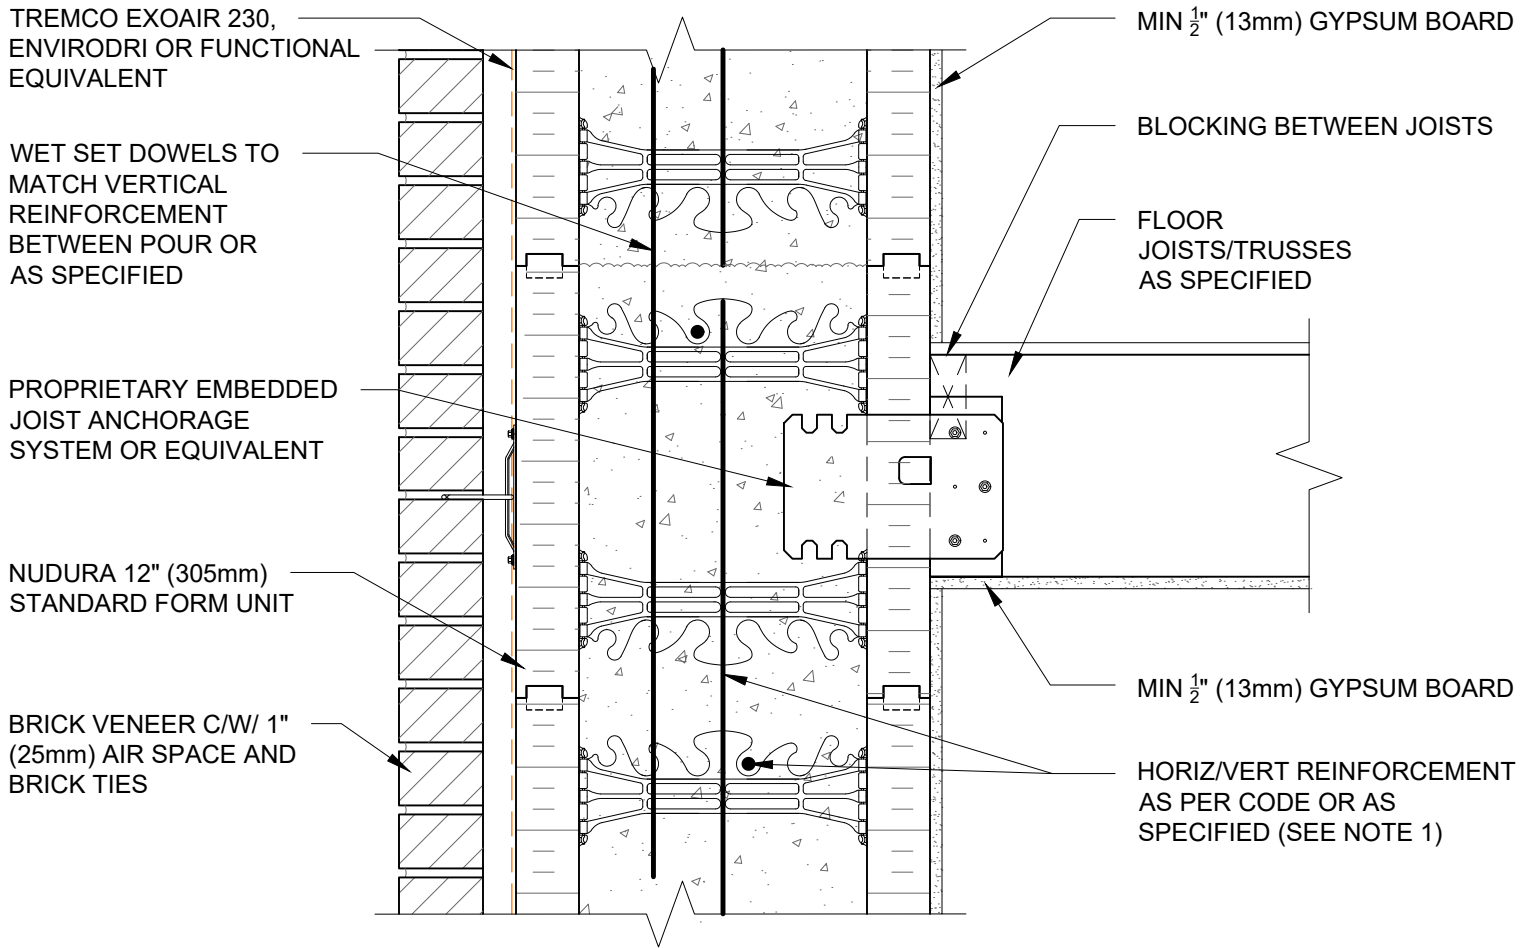 TREMCO EXOAIR 230,
ENVIRODRI OR FUNCTIONAL
EQUIVALENT
WET SET DOWELS TO
MATCH VERTICAL
REINFORCEMENT
BETWEEN POUR OR
AS SPECIFIED
PROPRIETARY EMBEDDED
JOIST ANCHORAGE
SYSTEM OR EQUIVALENT
NUDURA 12" (305mm)
STANDARD FORM UNIT
BRICK VENEER C/W/ 1"
(25mm) AIR SPACE AND
BRICK TIES
MIN 1/2" (13mm) GYPSUM BOARD
BLOCKING BETWEEN JOISTS
FLOOR
JOISTS/TRUSSES
AS SPECIFIED
MIN 1/2" (13mm) GYPSUM BOARD
HORIZ/VERT REINFORCEMENT
AS PER CODE OR AS
SPECIFIED (SEE NOTE 1)